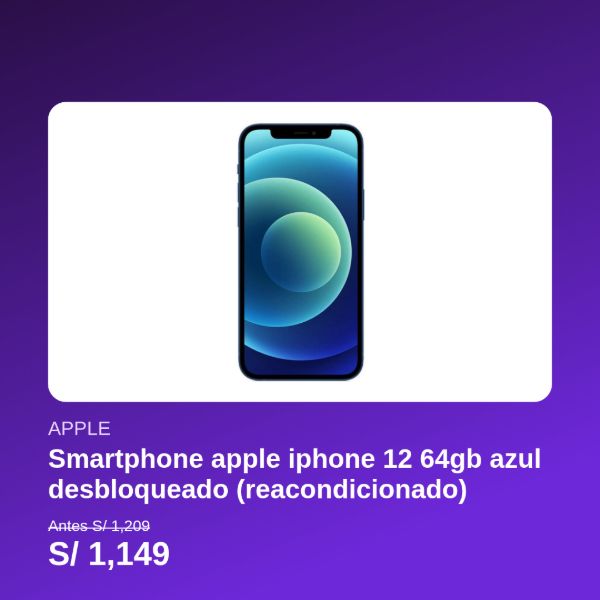 APPLE
Smartphone apple iphone 12 64gb azul
desbloqueado (reacondicionado)
Antes S/ 1,209
S/ 1,149